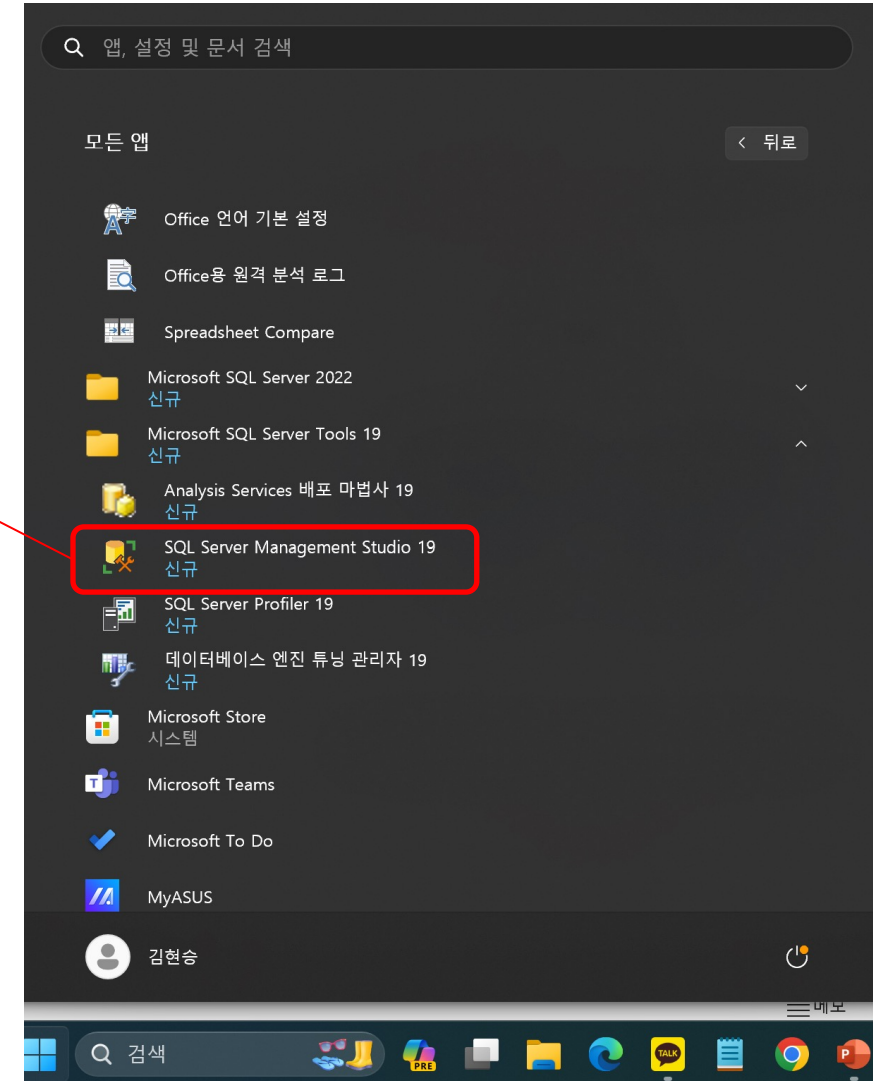 앱, 설정 및 문서 검색
모든 앱
뒤로
Office 언어 기본 설정
Office용 원격 분석 로그
Spreadsheet Compare
Microsoft SQL Server 2022
신규
Microsoft SQL Server Tools 19
신규
Analysis Services 배포 마법사 19
신규
SQL Server Management Studio 19
신규
SQL Server Profiler 19
신규
데이터베이스 엔진 튜닝 관리자 19
신규
Microsoft Store
시스템
Microsoft Teams
Microsoft To Do
MyASUS
김현승
메모
검색
PRE
TALK